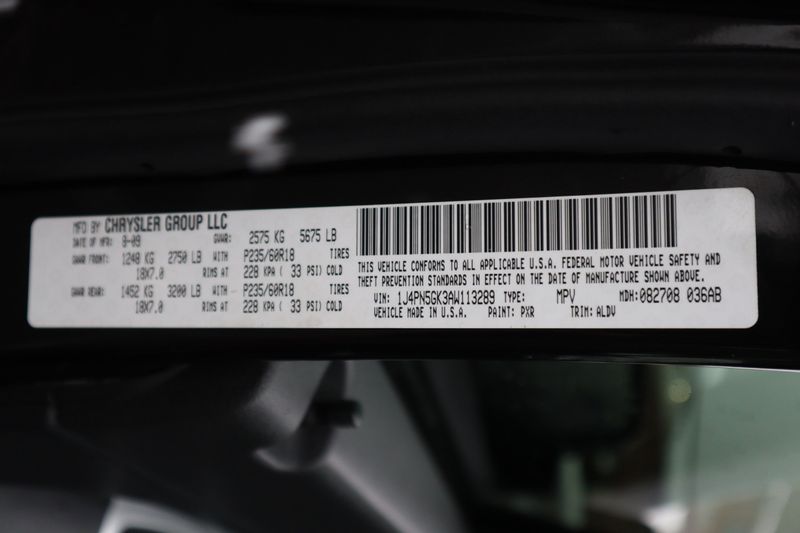 MFD BY CHRYSLER GROUP LLC
DATE OF MFR: 9-09 GVWR: 2575 KG 5675 LB
GAWR FRONT: 1248 KG 2750 LB WITH P235/60R18 TIRES
18X7.0 RIMS AT 228 KPA ( 33 PSI) COLD
GAWR REAR: 1452 KG 3200 LB WITH P235/60R18 TIRES
18X7.0 RIMS AT 228 KPA ( 33 PSI) COLD
THIS VEHICLE CONFORMS TO ALL APPLICABLE U.S.A. FEDERAL MOTOR VEHICLE SAFETY AND
THEFT PREVENTION STANDARDS IN EFFECT ON THE DATE OF MANUFACTURE SHOWN ABOVE.
VIN: 1J4PN5GK3AW113289 TYPE: MPV MDH: 082708 036AB
VEHICLE MADE IN U.S.A. PAINT: PXR TRIM: ALDV